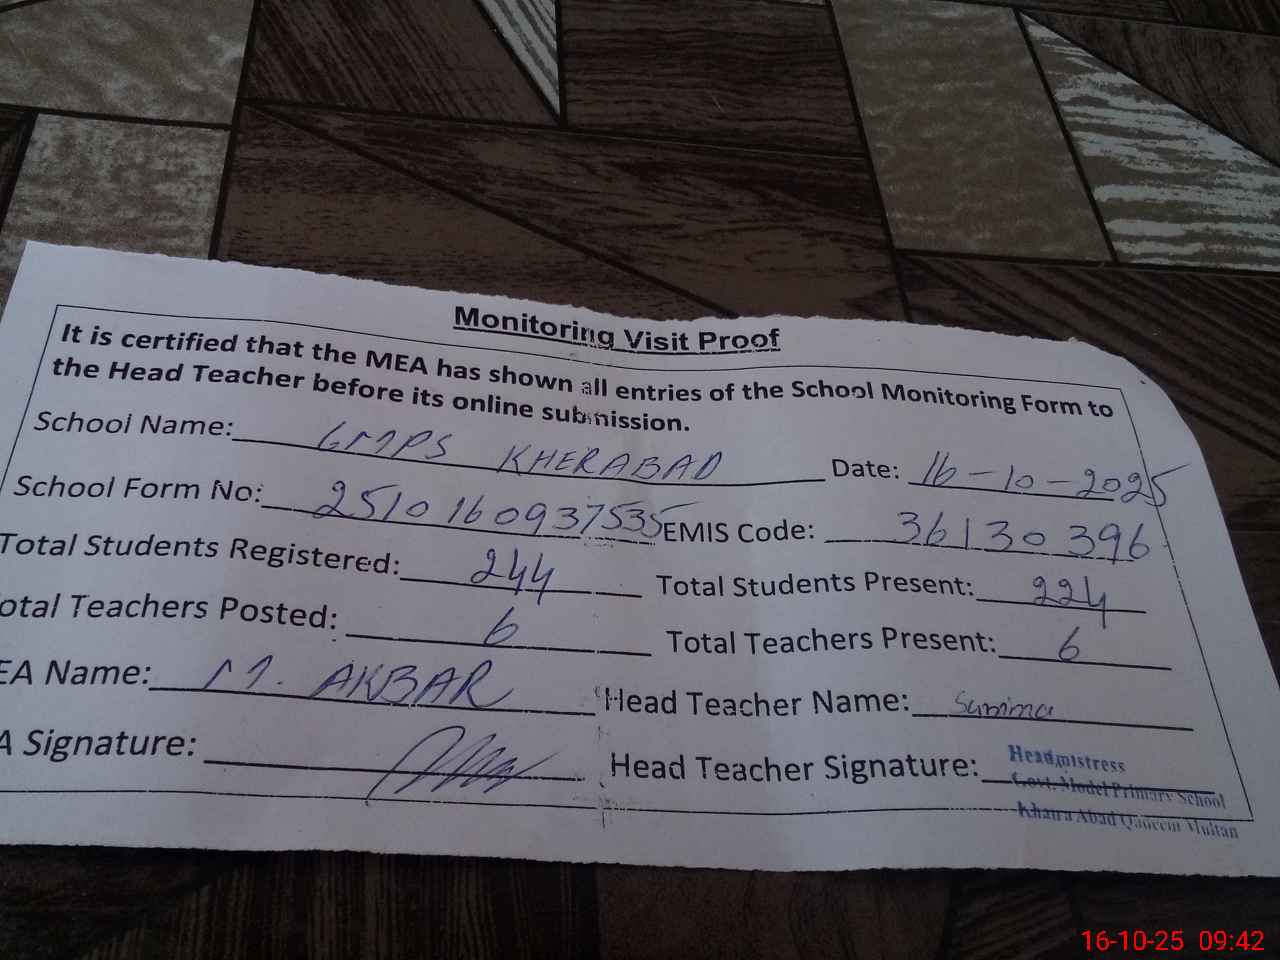 Monitoring Visit Proof
It is certified that the MEA has shown all entries of the School Monitoring Form to
the Head Teacher before its online submission.
School Name: GMPS KHERABAD Date: 16-10-2025
School Form No: 2510160937535 EMIS Code: 36130396
Total Students Registered: 244 Total Students Present: 224
otal Teachers Posted: 6 Total Teachers Present: 6
EA Name: M. AKBAR Head Teacher Name:
A Signature: Head Teacher Signature:
Headmistress
Govt. Model Primary School
Khaira Abad Qadeem Multan
16-10-25 09:42